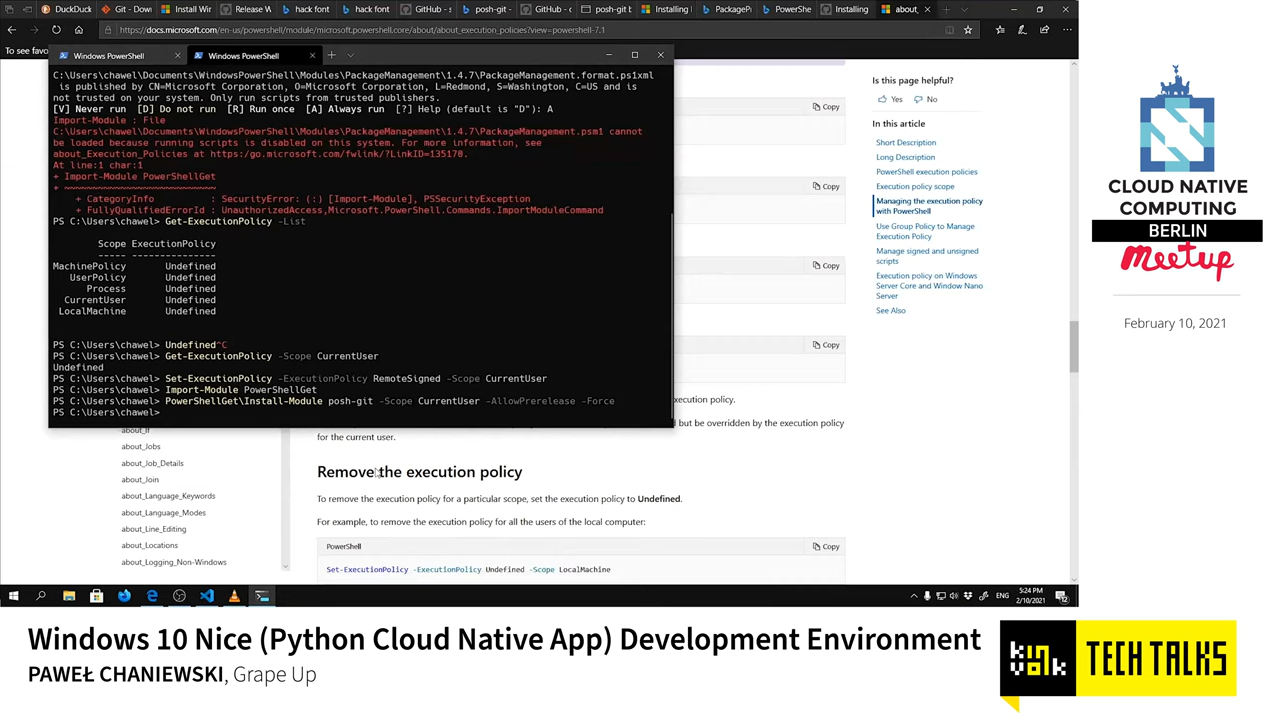 DuckDuck
Git - Dow
Install Win
Release W
hack font
hack font
GitHub - s
posh-git -
GitHub - c
posh-git b
Installing I
PackageP
PowerShe
Installing
about_
https://docs.microsoft.com/en-us/powershell/module/microsoft.powershell.core/about/about_execution_policies?view=powershell-7.1
To see favo
Windows PowerShell
Windows PowerShell
C:\Users\chawel\Documents\WindowsPowerShell\Modules\PackageManagement\1.4.7\PackageManagement.format.ps1xml
is published by CN=Microsoft Corporation, O=Microsoft Corporation, L=Redmond, S=Washington, C=US and is
not trusted on your system. Only run scripts from trusted publishers.
[V] Never run [D] Do not run [R] Run once [A] Always run [?] Help (default is "D"): A
Import-Module : File
C:\Users\chawel\Documents\WindowsPowerShell\Modules\PackageManagement\1.4.7\PackageManagement.psm1 cannot
be loaded because running scripts is disabled on this system. For more information, see
about_Execution_Policies at https:/go.microsoft.com/fwlink/?LinkID=135170.
At line:1 char:1
+ Import-Module PowerShellGet
+ ~~~~~~~~~~~~~~~~~~~~~~~~~~~
+ CategoryInfo : SecurityError: (:) [Import-Module], PSSecurityException
+ FullyQualifiedErrorId : UnauthorizedAccess,Microsoft.PowerShell.Commands.ImportModuleCommand
PS C:\Users\chawel> Get-ExecutionPolicy -List
Scope ExecutionPolicy
----- ---------------
MachinePolicy Undefined
UserPolicy Undefined
Process Undefined
CurrentUser Undefined
LocalMachine Undefined
PS C:\Users\chawel> Undefined^C
PS C:\Users\chawel> Get-ExecutionPolicy -Scope CurrentUser
Undefined
PS C:\Users\chawel> Set-ExecutionPolicy -ExecutionPolicy RemoteSigned -Scope CurrentUser
PS C:\Users\chawel> Import-Module PowerShellGet
PS C:\Users\chawel> PowerShellGet\Install-Module posh-git -Scope CurrentUser -AllowPrerelease -Force
PS C:\Users\chawel>
Copy
Copy
Copy
Copy
xecution policy.
d but be overridden by the execution policy
for the current user.
Remove the execution policy
To remove the execution policy for a particular scope, set the execution policy to Undefined.
For example, to remove the execution policy for all the users of the local computer:
PowerShell
Copy
Set-ExecutionPolicy -ExecutionPolicy Undefined -Scope LocalMachine
about_If
about_Jobs
about_Job_Details
about_Join
about_Language_Keywords
about_Language_Modes
about_Line_Editing
about_Locations
about_Logging_Non-Windows
Is this page helpful?
Yes
No
In this article
Short Description
Long Description
PowerShell execution policies
Execution policy scope
Managing the execution policy
with PowerShell
Use Group Policy to Manage
Execution Policy
Manage signed and unsigned
scripts
Execution policy on Windows
Server Core and Window Nano
Server
See Also
ENG
5:24 PM
2/10/2021
12
CLOUD NATIVE
COMPUTING
BERLIN
Meetup
February 10, 2021
Windows 10 Nice (Python Cloud Native App) Development Environment
PAWEŁ CHANIEWSKI, Grape Up
kinvolk
TECH TALKS